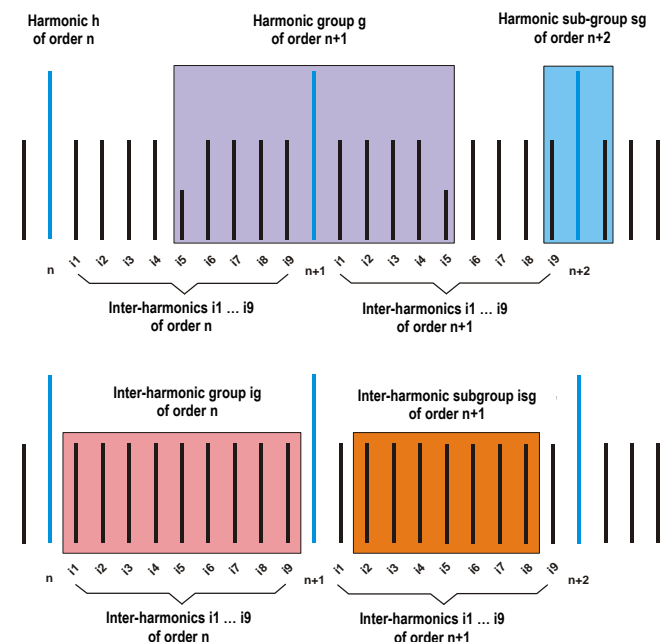 Harmonic h
of order n
Harmonic group g
of order n+1
Harmonic sub-group sg
of order n+2
n i1 i2 i3 i4 i5 i6 i7 i8 i9 n+1 i1 i2 i3 i4 i5 i6 i7 i8 i9 n+2
Inter-harmonics i1 … i9
of order n
Inter-harmonics i1 … i9
of order n+1
Inter-harmonic group ig
of order n
Inter-harmonic subgroup isg
of order n+1
n i1 i2 i3 i4 i5 i6 i7 i8 i9 n+1 i1 i2 i3 i4 i5 i6 i7 i8 i9 n+2
Inter-harmonics i1 … i9
of order n
Inter-harmonics i1 … i9
of order n+1